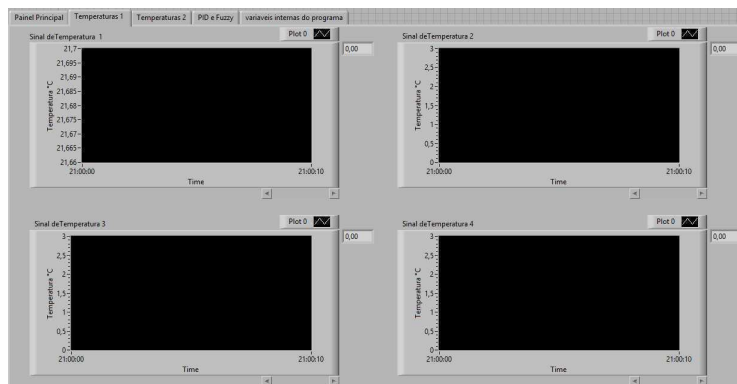 Painel Principal Temperaturas 1 Temperaturas 2 PID e Fuzzy variaveis internas do programa
Sinal deTemperatura 1
Plot 0
0,00
Temperatura °C
21,7
21,695
21,69
21,685
21,68
21,675
21,67
21,665
21,66
21:00:00 21:00:10
Time
Sinal deTemperatura 2
Plot 0
0,00
Temperatura °C
3
2,5
2
1,5
1
0,5
0
21:00:00 21:00:10
Time
Sinal deTemperatura 3
Plot 0
0,00
Temperatura °C
3
2,5
2
1,5
1
0,5
0
21:00:00 21:00:10
Time
Sinal deTemperatura 4
Plot 0
0,00
Temperatura °C
3
2,5
2
1,5
1
0,5
0
21:00:00 21:00:10
Time